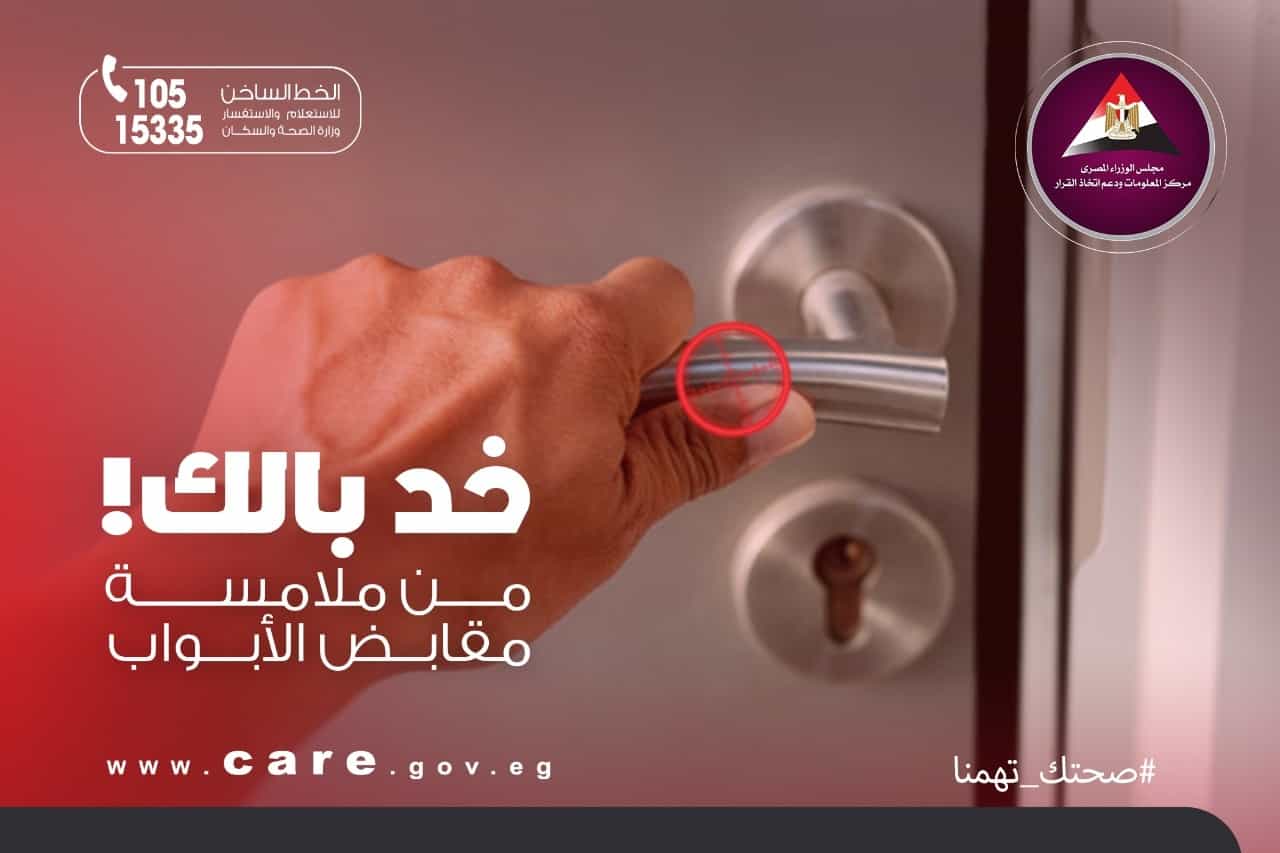 105
15335
الخط الساخن
للاستعلام والاستفسار
وزارة الصحة والسكان
مجلس الوزراء المصرى
مركز المعلومات ودعم اتخاذ القرار
خد بالك!
من ملامسة
مقابض الأبواب
www.care.gov.eg
#صحتك_تهمنا